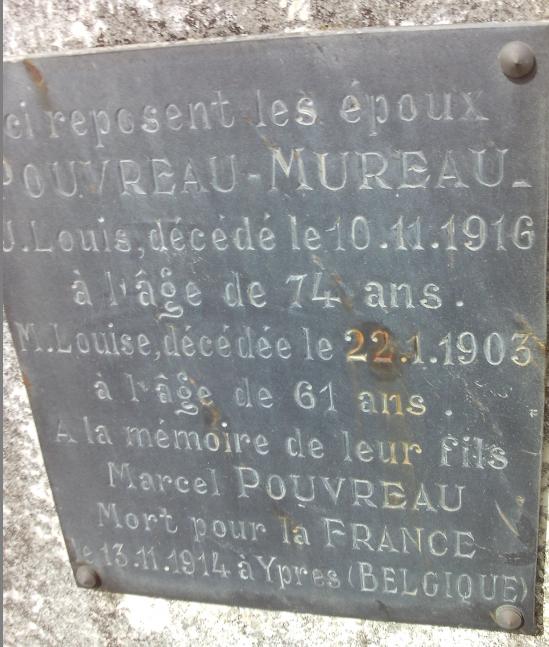 ci reposent les époux
POUVREAU-MUREAU-
J.Louis, décédé le 10.11.1916
à l'âge de 74 ans.
M.Louise, décédée le 22.1.1903
à l'âge de 61 ans.
A la mémoire de leur fils
Marcel POUVREAU
Mort pour la FRANCE
le 13.11.1914 à Ypres (BELGIQUE)